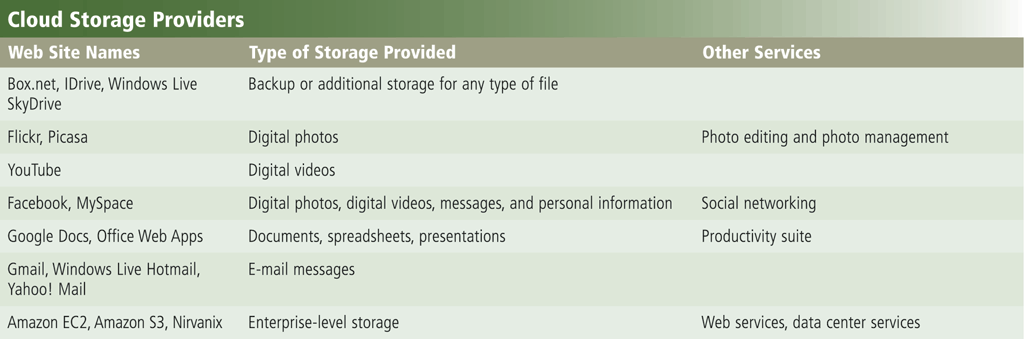 Cloud Storage Providers
Web Site Names Type of Storage Provided Other Services
Box.net, IDrive, Windows Live Backup or additional storage for any type of file
SkyDrive
Flickr, Picasa Digital photos Photo editing and photo management
YouTube Digital videos
Facebook, MySpace Digital photos, digital videos, messages, and personal information Social networking
Google Docs, Office Web Apps Documents, spreadsheets, presentations Productivity suite
Gmail, Windows Live Hotmail, E-mail messages
Yahoo! Mail
Amazon EC2, Amazon S3, Nirvanix Enterprise-level storage Web services, data center services